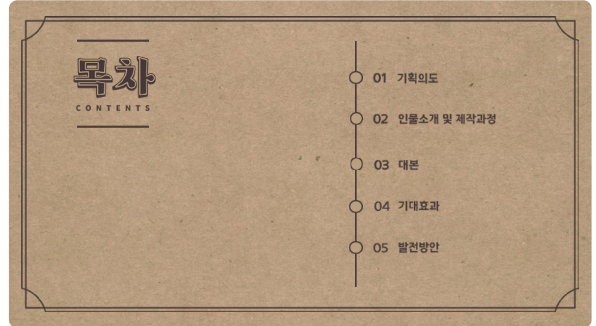 목차
CONTENTS
01 기획의도
02 인물소개 및 제작과정
03 대본
04 기대효과
05 발전방안